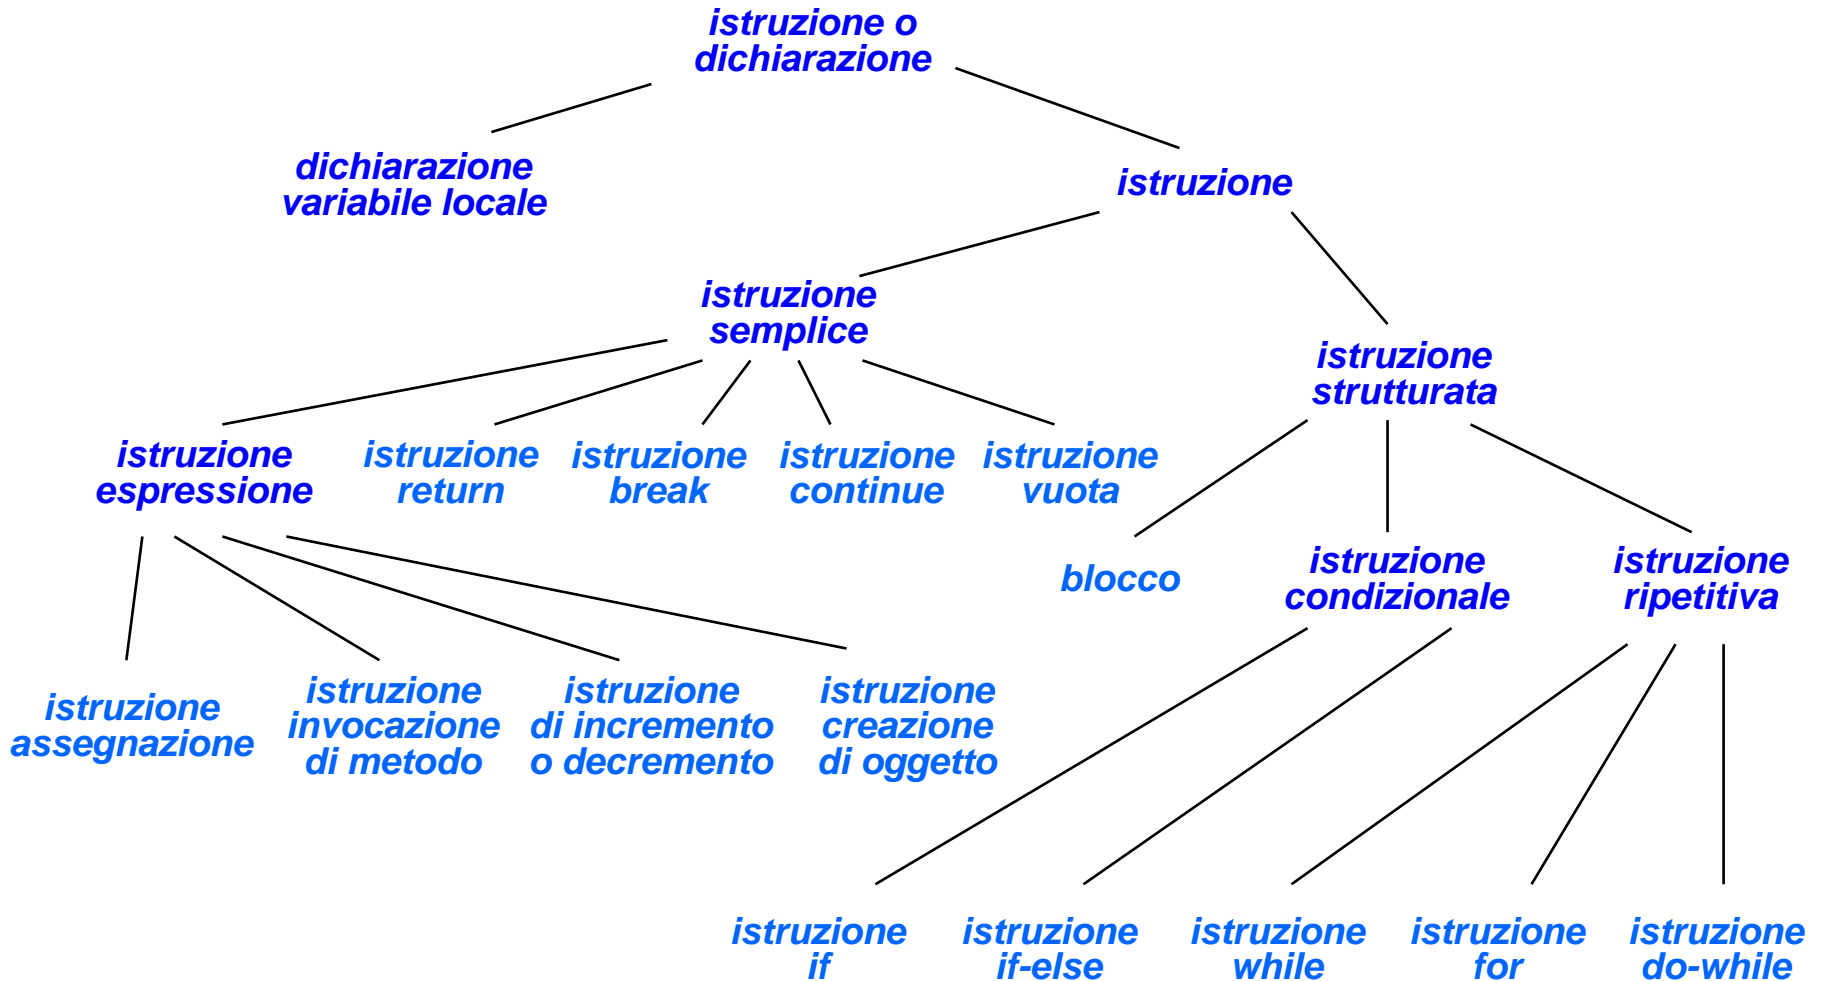 istruzione o
dichiarazione
dichiarazione
variabile locale
istruzione
istruzione
semplice
istruzione
strutturata
istruzione
espressione
istruzione
return
istruzione
break
istruzione
continue
istruzione
vuota
blocco
istruzione
condizionale
istruzione
ripetitiva
istruzione
assegnazione
istruzione
invocazione
di metodo
istruzione
di incremento
o decremento
istruzione
creazione
di oggetto
istruzione
if
istruzione
if-else
istruzione
while
istruzione
for
istruzione
do-while